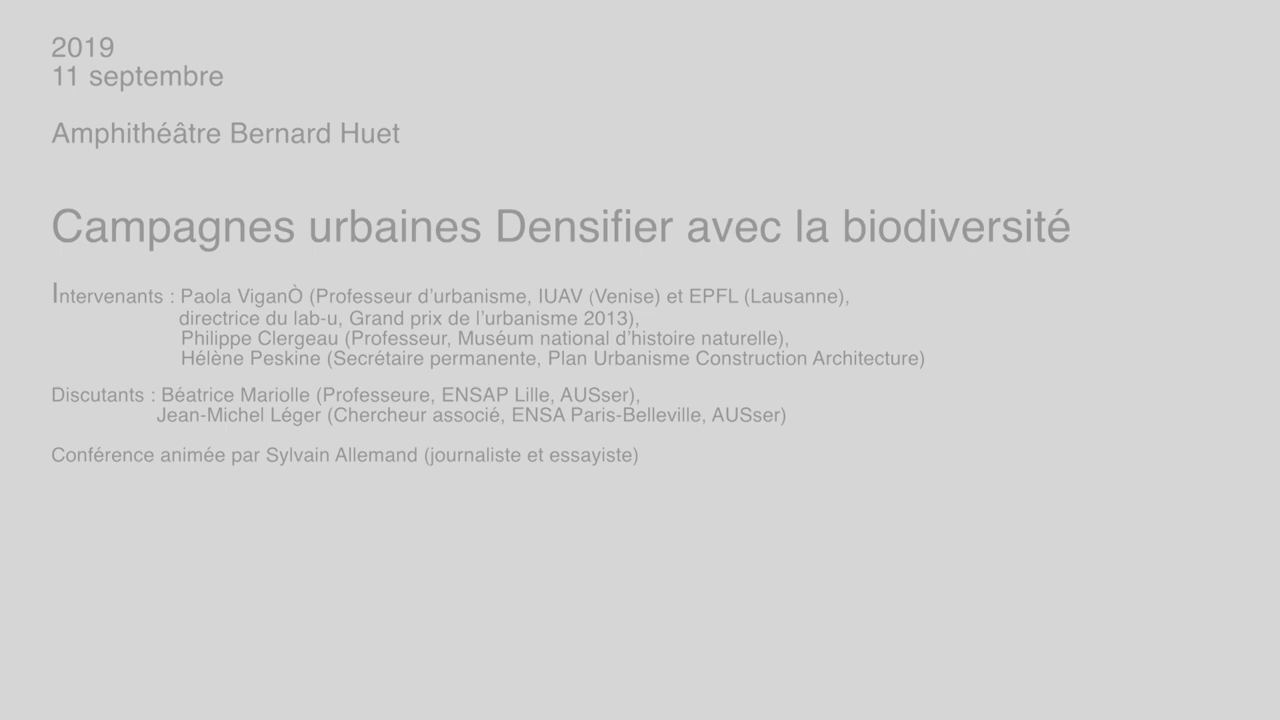 2019
11 septembre
Amphithéâtre Bernard Huet
Campagnes urbaines Densifier avec la biodiversité
Intervenants : Paola ViganÒ (Professeur d'urbanisme, IUAV (Venise) et EPFL (Lausanne),
directrice du lab-u, Grand prix de l'urbanisme 2013),
Philippe Clergeau (Professeur, Muséum national d'histoire naturelle),
Hélène Peskine (Secrétaire permanente, Plan Urbanisme Construction Architecture)
Discutants : Béatrice Mariolle (Professeure, ENSAP Lille, AUSser),
Jean-Michel Léger (Chercheur associé, ENSA Paris-Belleville, AUSser)
Conférence animée par Sylvain Allemand (journaliste et essayiste)